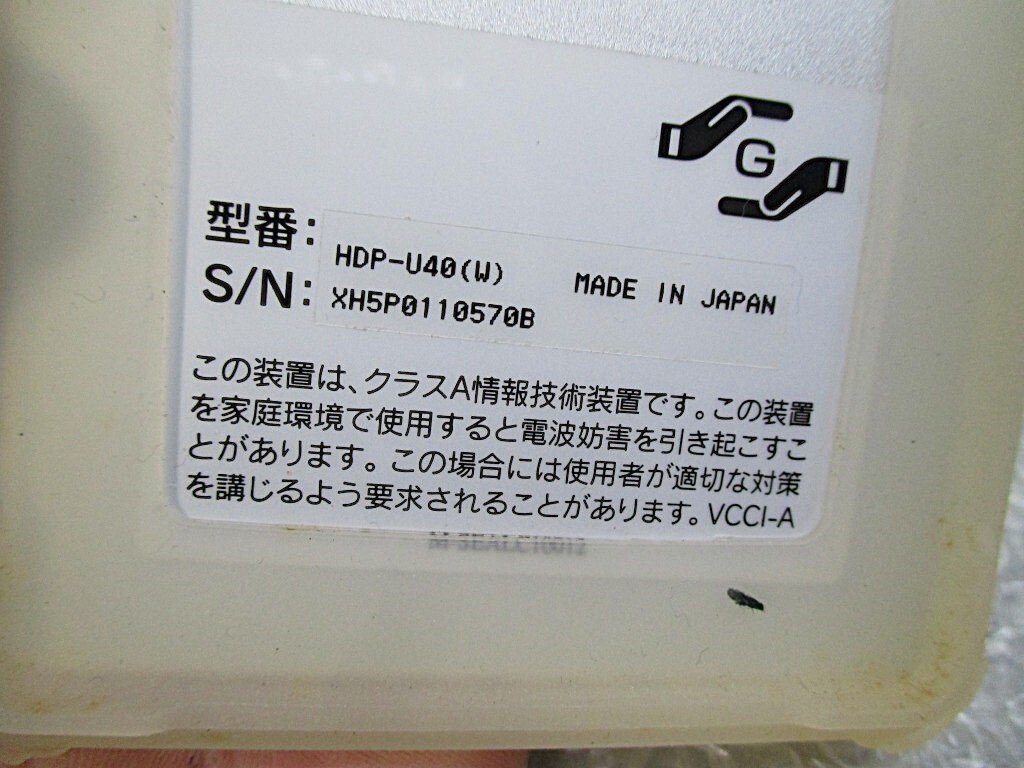 G
型番: HDP-U40(W) MADE IN JAPAN
S/N: XH5P0110570B
この装置は、クラスA情報技術装置です。この装置
を家庭環境で使用すると電波妨害を引き起こすこ
とがあります。この場合には使用者が適切な対策
を講じるよう要求されることがあります。VCCI-A